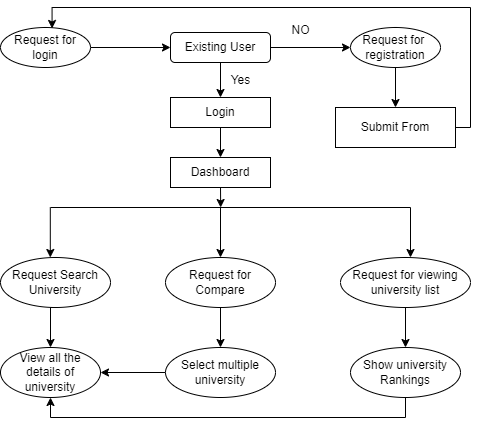 NO
Request for
login
Existing User
Request for
registration
Yes
Login
Submit From
Dashboard
Request Search
University
Request for
Compare
Request for viewing
university list
View all the
details of
university
Select multiple
university
Show university
Rankings